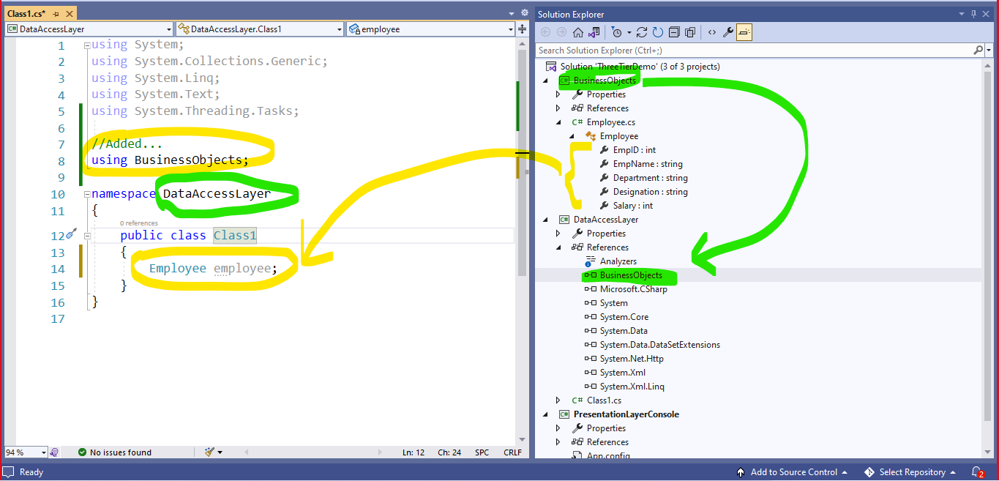 Class1.cs*
DataAccessLayer
DataAccessLayer.Class1
employee
1 using System;
2 using System.Collections.Generic;
3 using System.Linq;
4 using System.Text;
5 using System.Threading.Tasks;
6
7 //Added...
8 using BusinessObjects;
9
10 namespace DataAccessLayer
11 {
0 references
12 public class Class1
13 {
14 Employee employee;
15 }
16 }
17
94 %
No issues found
Ln: 12
Ch: 24
SPC
CRLF
Solution Explorer
Search Solution Explorer (Ctrl+;)
Solution 'ThreeTierDemo' (3 of 3 projects)
C# BusinessObjects
Properties
References
C# Employee.cs
Employee
EmpID : int
EmpName : string
Department : string
Designation : string
Salary : int
C# DataAccessLayer
Properties
References
Analyzers
BusinessObjects
Microsoft.CSharp
System
System.Core
System.Data
System.Data.DataSetExtensions
System.Net.Http
System.Xml
System.Xml.Linq
C# Class1.cs
C# PresentationLayerConsole
Properties
References
App.config
Ready
Add to Source Control
Select Repository
2